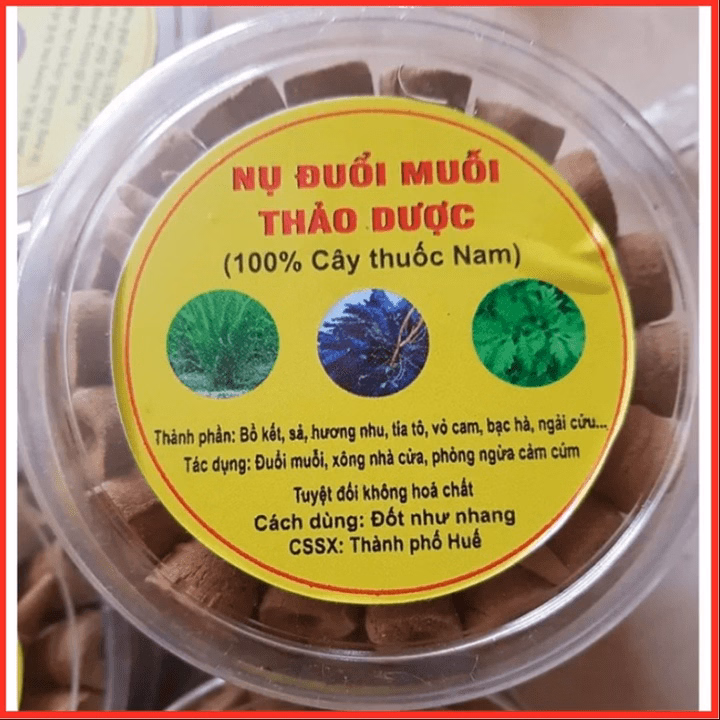 NỤ ĐUỔI MUỖI
THẢO DƯỢC
(100% Cây thuốc Nam)
Thành phần: Bồ kết, sả, hương nhu, tía tô, vỏ cam, bạc hà, ngải cứu...
Tác dụng: Đuổi muỗi, xông nhà cửa, phòng ngừa cảm cúm
Tuyệt đối không hoá chất
Cách dùng: Đốt như nhang
CSSX: Thành phố Huế